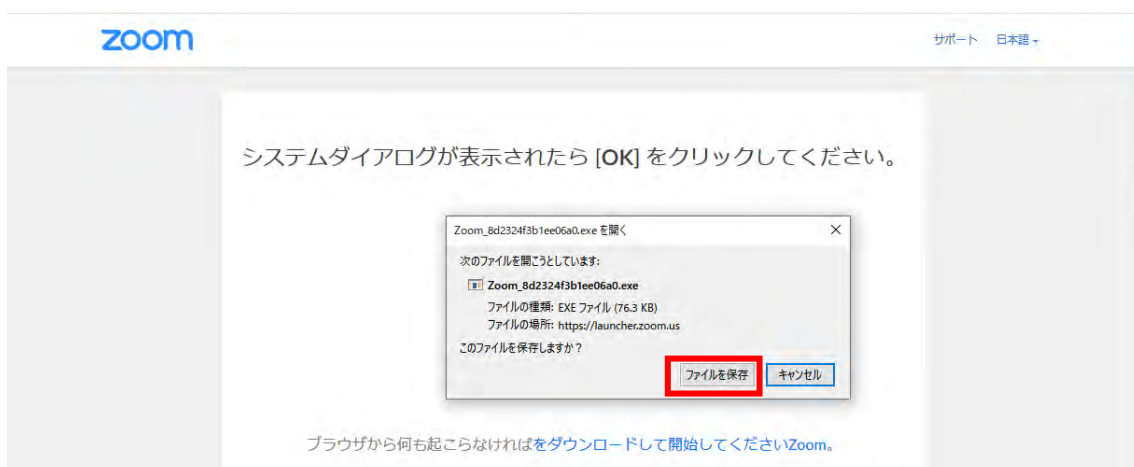 zoom
サポート 日本語
システムダイアログが表示されたら [OK] をクリックしてください。
Zoom_8d2324f3b1ee06a0.exe を開く
次のファイルを開こうとしています:
Zoom_8d2324f3b1ee06a0.exe
ファイルの種類: EXE ファイル (76.3 KB)
ファイルの場所: https://launcher.zoom.us
このファイルを保存しますか？
ファイルを保存 キャンセル
ブラウザから何も起こらなければをダウンロードして開始してくださいZoom。